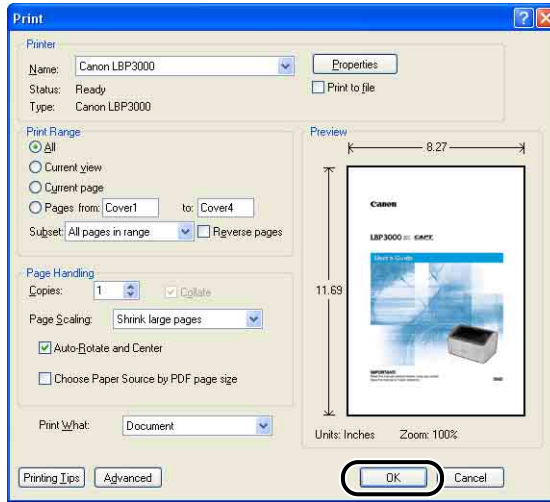 Print
Printer
Name: Canon LBP3000 Properties
Status: Ready Print to file
Type: Canon LBP3000
Print Range
All
Current view
Current page
Pages from: Cover1 to: Cover4
Subset: All pages in range Reverse pages
Page Handling
Copies: 1 Collate
Page Scaling: Shrink large pages
Auto-Rotate and Center
Choose Paper Source by PDF page size
Print What: Document
Preview
8.27
11.69
Canon
LBP3000
User's Guide
IMPORTANT:
Units: Inches Zoom: 100%
Printing Tips Advanced OK Cancel